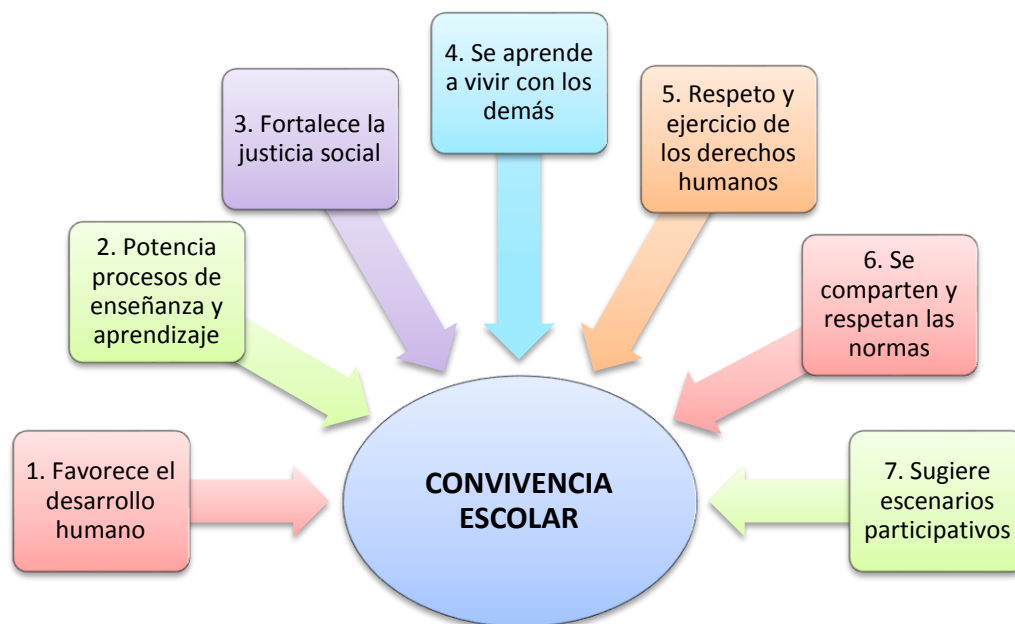 1. Favorece el
desarrollo
humano
2. Potencia
procesos de
enseñanza y
aprendizaje
3. Fortalece la
justicia social
4. Se aprende
a vivir con los
demás
5. Respeto y
ejercicio de
los derechos
humanos
6. Se
comparten y
respetan las
normas
7. Sugiere
escenarios
participativos
CONVIVENCIA
ESCOLAR